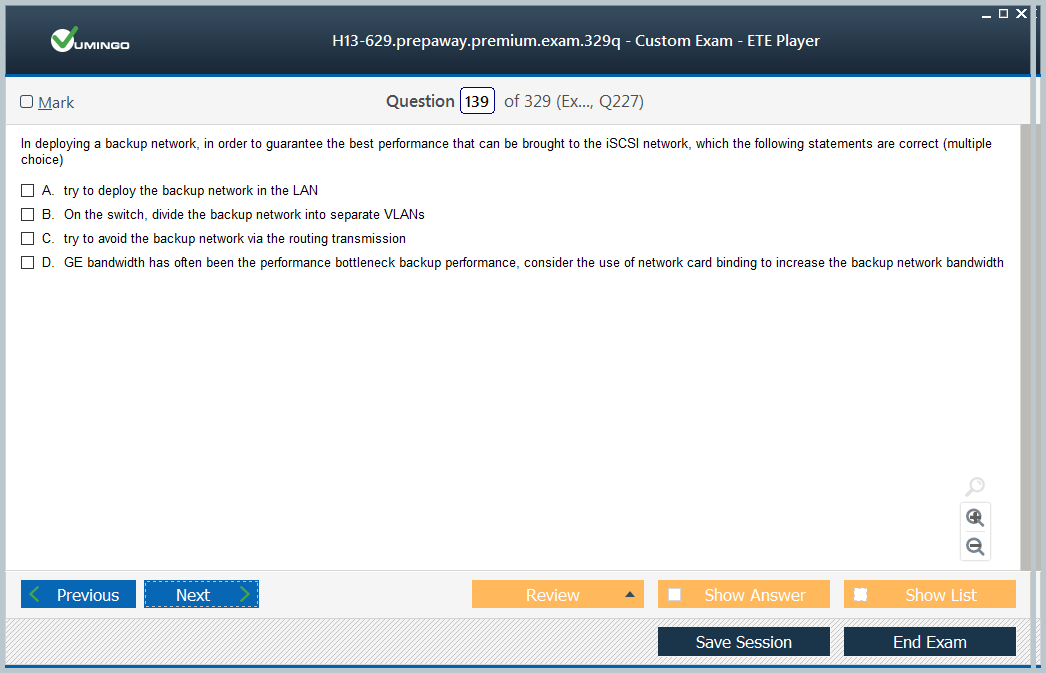 VUMINGO
H13-629.prepaway.premium.exam.329q - Custom Exam - ETE Player
Mark
Question 139 of 329 (Ex..., Q227)
In deploying a backup network, in order to guarantee the best performance that can be brought to the iSCSI network, which the following statements are correct (multiple
choice)
A. try to deploy the backup network in the LAN
B. On the switch, divide the backup network into separate VLANs
C. try to avoid the backup network via the routing transmission
D. GE bandwidth has often been the performance bottleneck backup performance, consider the use of network card binding to increase the backup network bandwidth
Previous
Next
Review
Show Answer
Show List
Save Session
End Exam